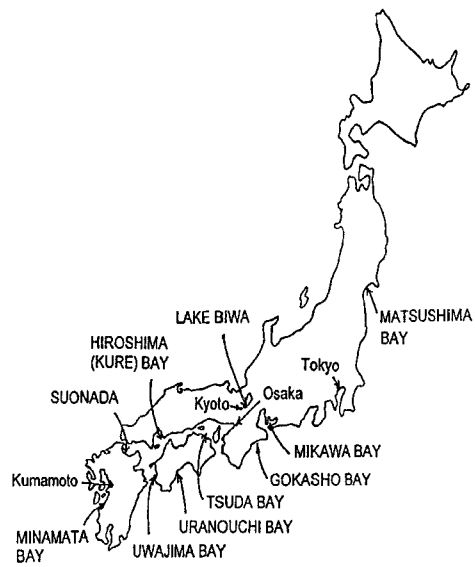 MATSUSHIMA
BAY
LAKE BIWA
HIROSHIMA
(KURE) BAY
Tokyo
SUONADA
Kyoto
Osaka
MIKAWA BAY
GOKASHO BAY
Kumamoto
TSUDA BAY
URANOUCHI BAY
MINAMATA
BAY
UWAJIMA BAY